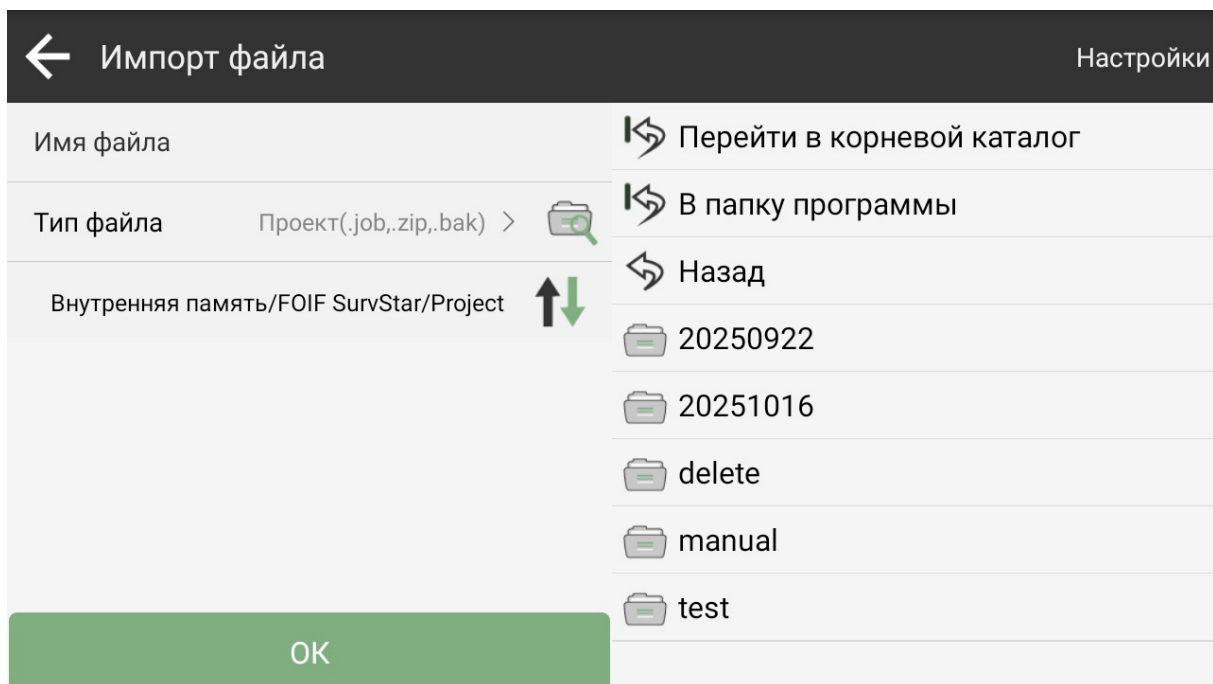 Импорт файла
Настройки
Имя файла
Тип файла
Проект(.job,.zip,.bak) >
Внутренняя память/FOIF SurvStar/Project
ОК
Перейти в корневой каталог
В папку программы
Назад
20250922
20251016
delete
manual
test